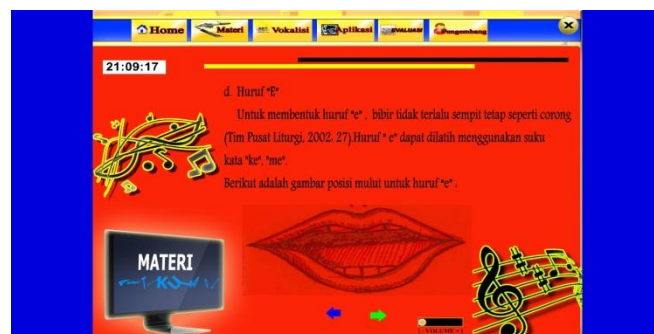 Home Materi Vokalisi Aplikasi EVALUASI Pengembang
21:09:17
d. Huruf "E"
Untuk membentuk huruf "e" , bibir tidak terlalu sempit tetap seperti corong
(Tim Pusat Liturgi, 2002: 27).Huruf " e" dapat dilatih menggunakan suku
kata "ke", "me".
Berikut adalah gambar posisi mulut untuk huruf "e" .
MATERI
VOLUME